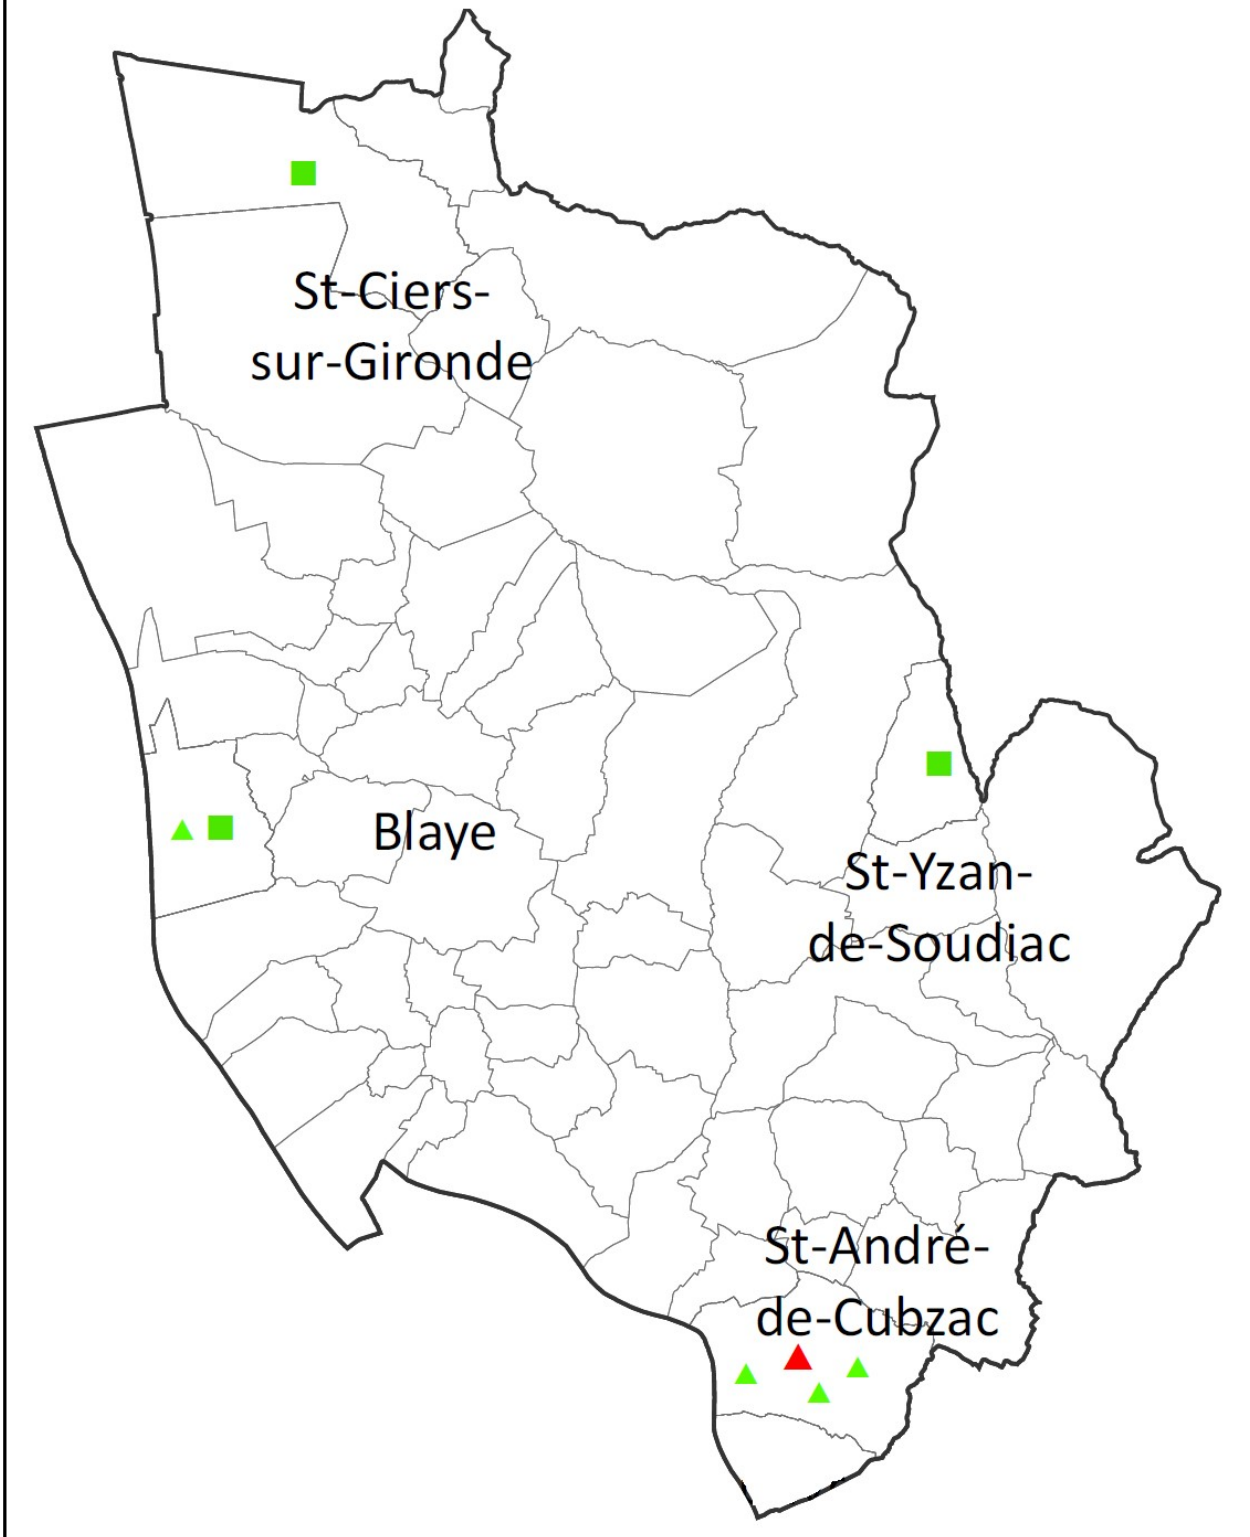 St-Ciers-
sur-Gironde
Blaye
St-Yzan-
de-Soudiac
St-André-
de-Cubzac